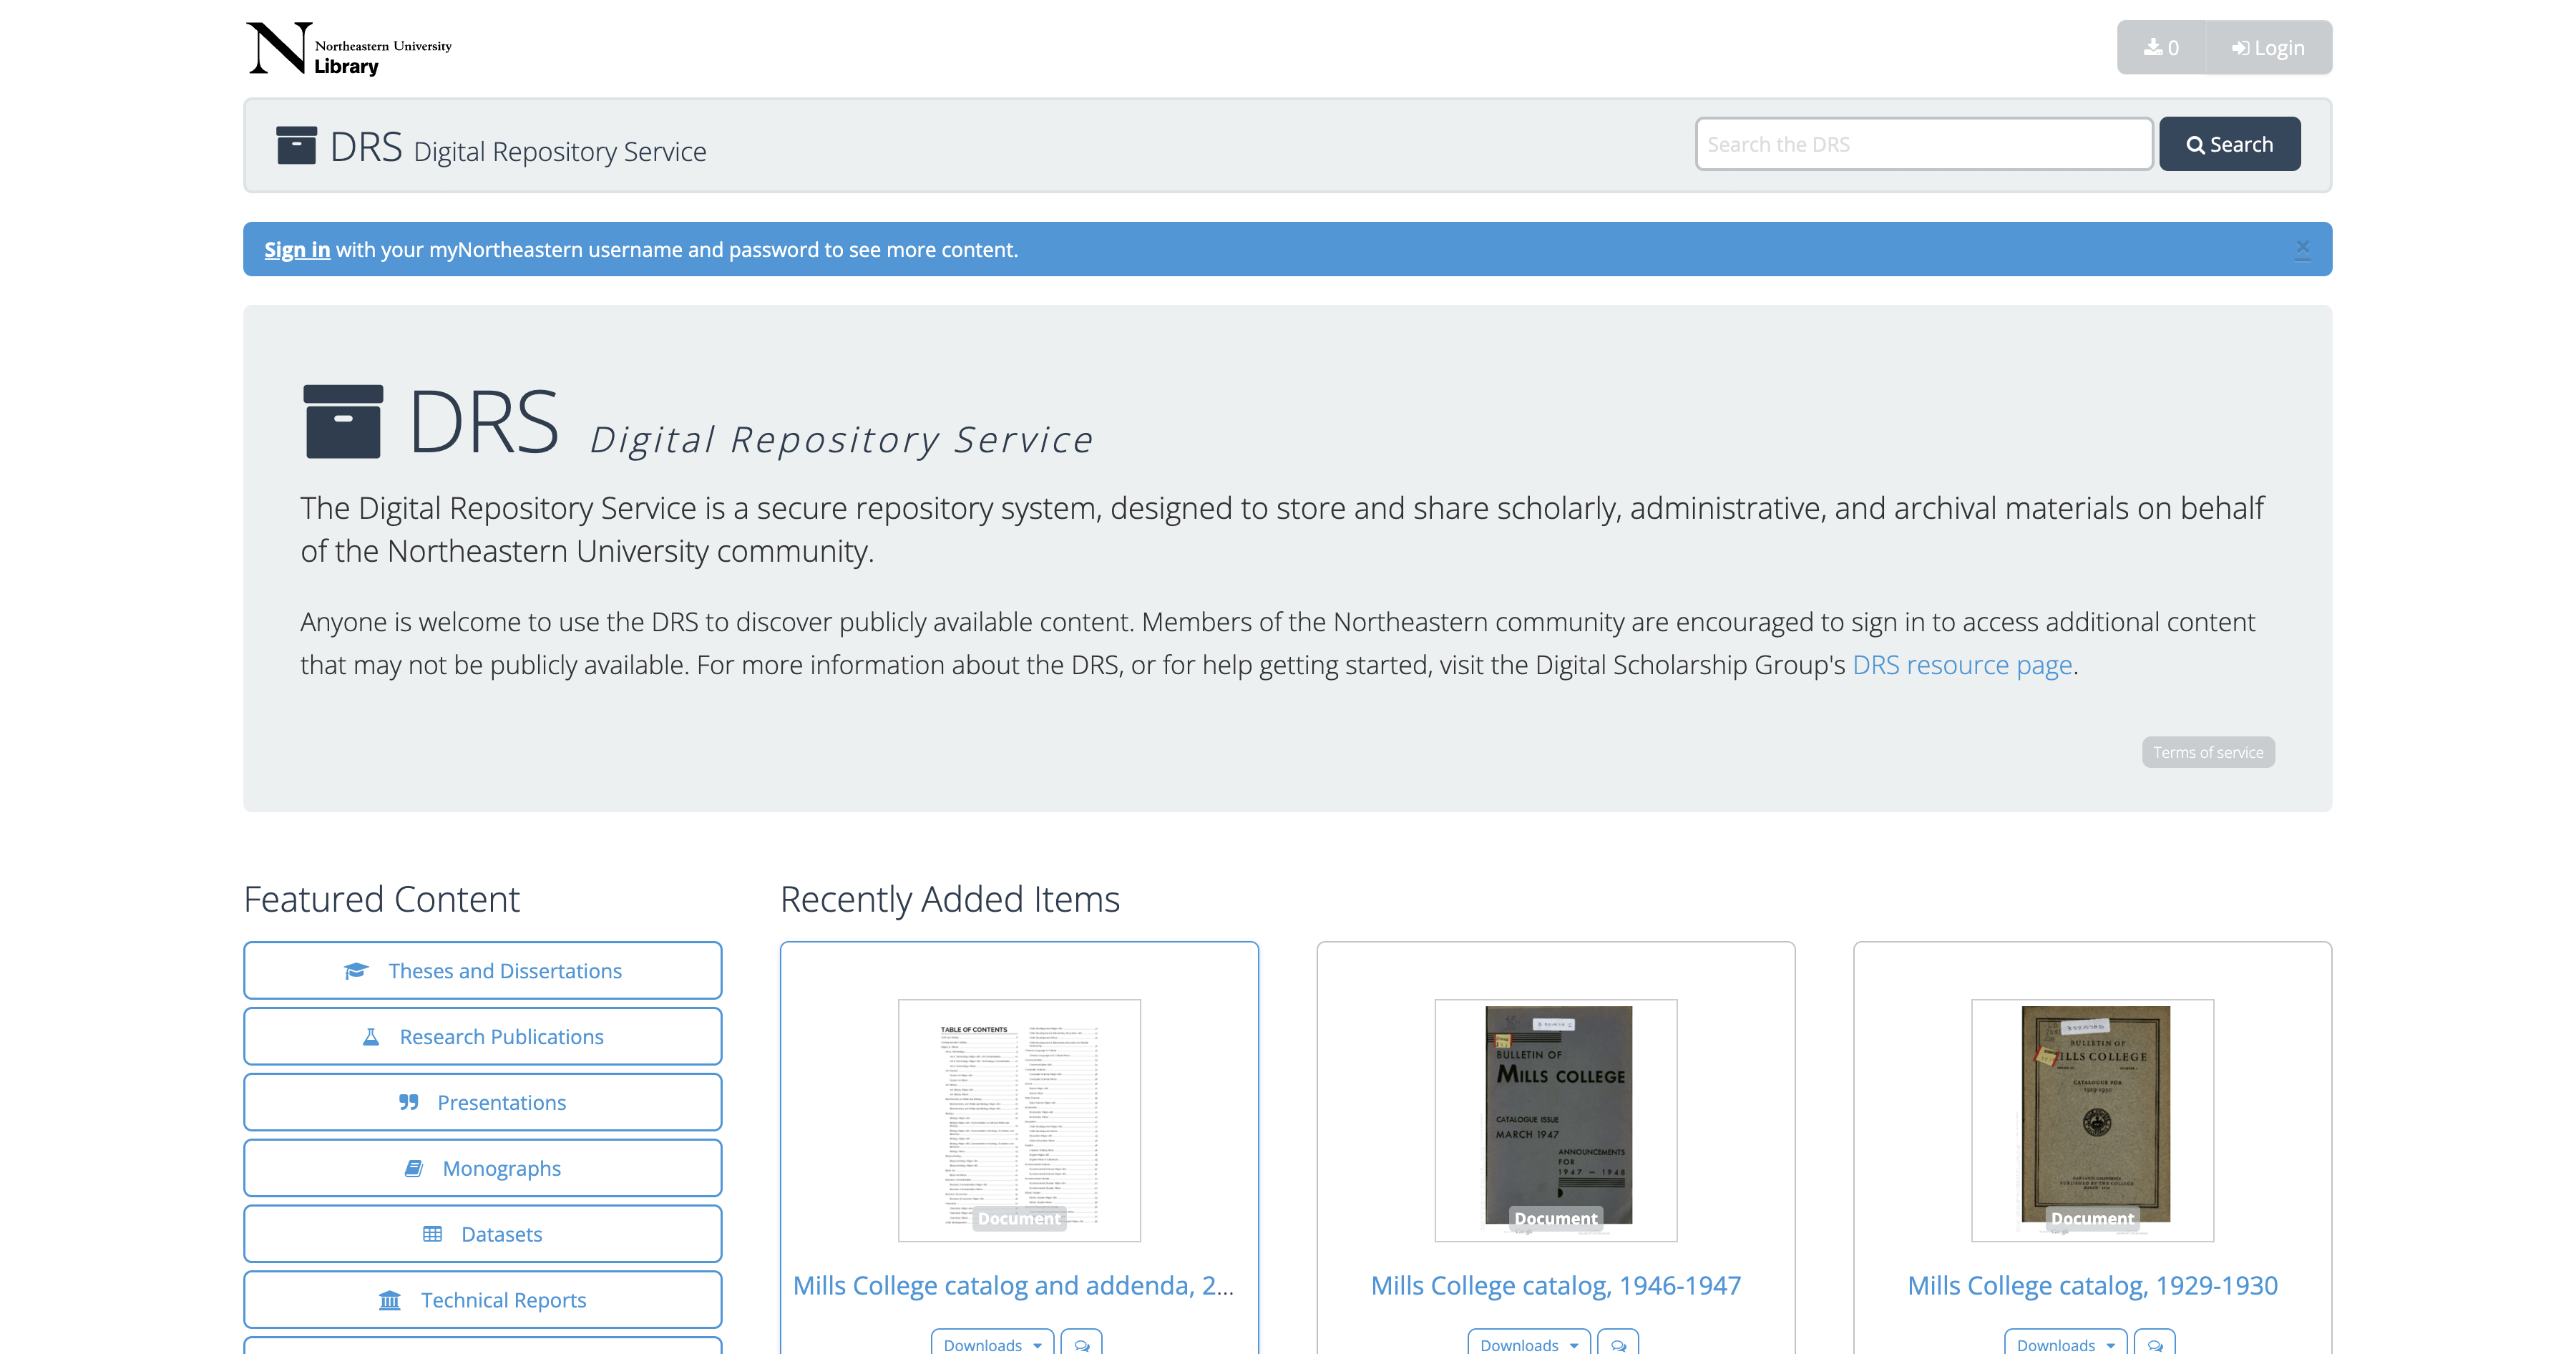 Northeastern University
Library
0
Login
DRS Digital Repository Service
Search the DRS
Search
Sign in with your myNortheastern username and password to see more content.
×
DRS Digital Repository Service
The Digital Repository Service is a secure repository system, designed to store and share scholarly, administrative, and archival materials on behalf
of the Northeastern University community.
Anyone is welcome to use the DRS to discover publicly available content. Members of the Northeastern community are encouraged to sign in to access additional content
that may not be publicly available. For more information about the DRS, or for help getting started, visit the Digital Scholarship Group's DRS resource page.
Terms of service
Featured Content
Theses and Dissertations
Research Publications
Presentations
Monographs
Datasets
Technical Reports
Recently Added Items
TABLE OF CONTENTS
Document
Mills College catalog and addenda, 2...
Downloads
BULLETIN OF
MILLS COLLEGE
CATALOGUE ISSUE
MARCH 1947
ANNOUNCEMENTS
FOR
1947 — 1948
Document
Mills College catalog, 1946-1947
Downloads
BULLETIN OF
ILLS COLLEGE
CATALOGUE FOR
1929-1930
Document
Mills College catalog, 1929-1930
Downloads